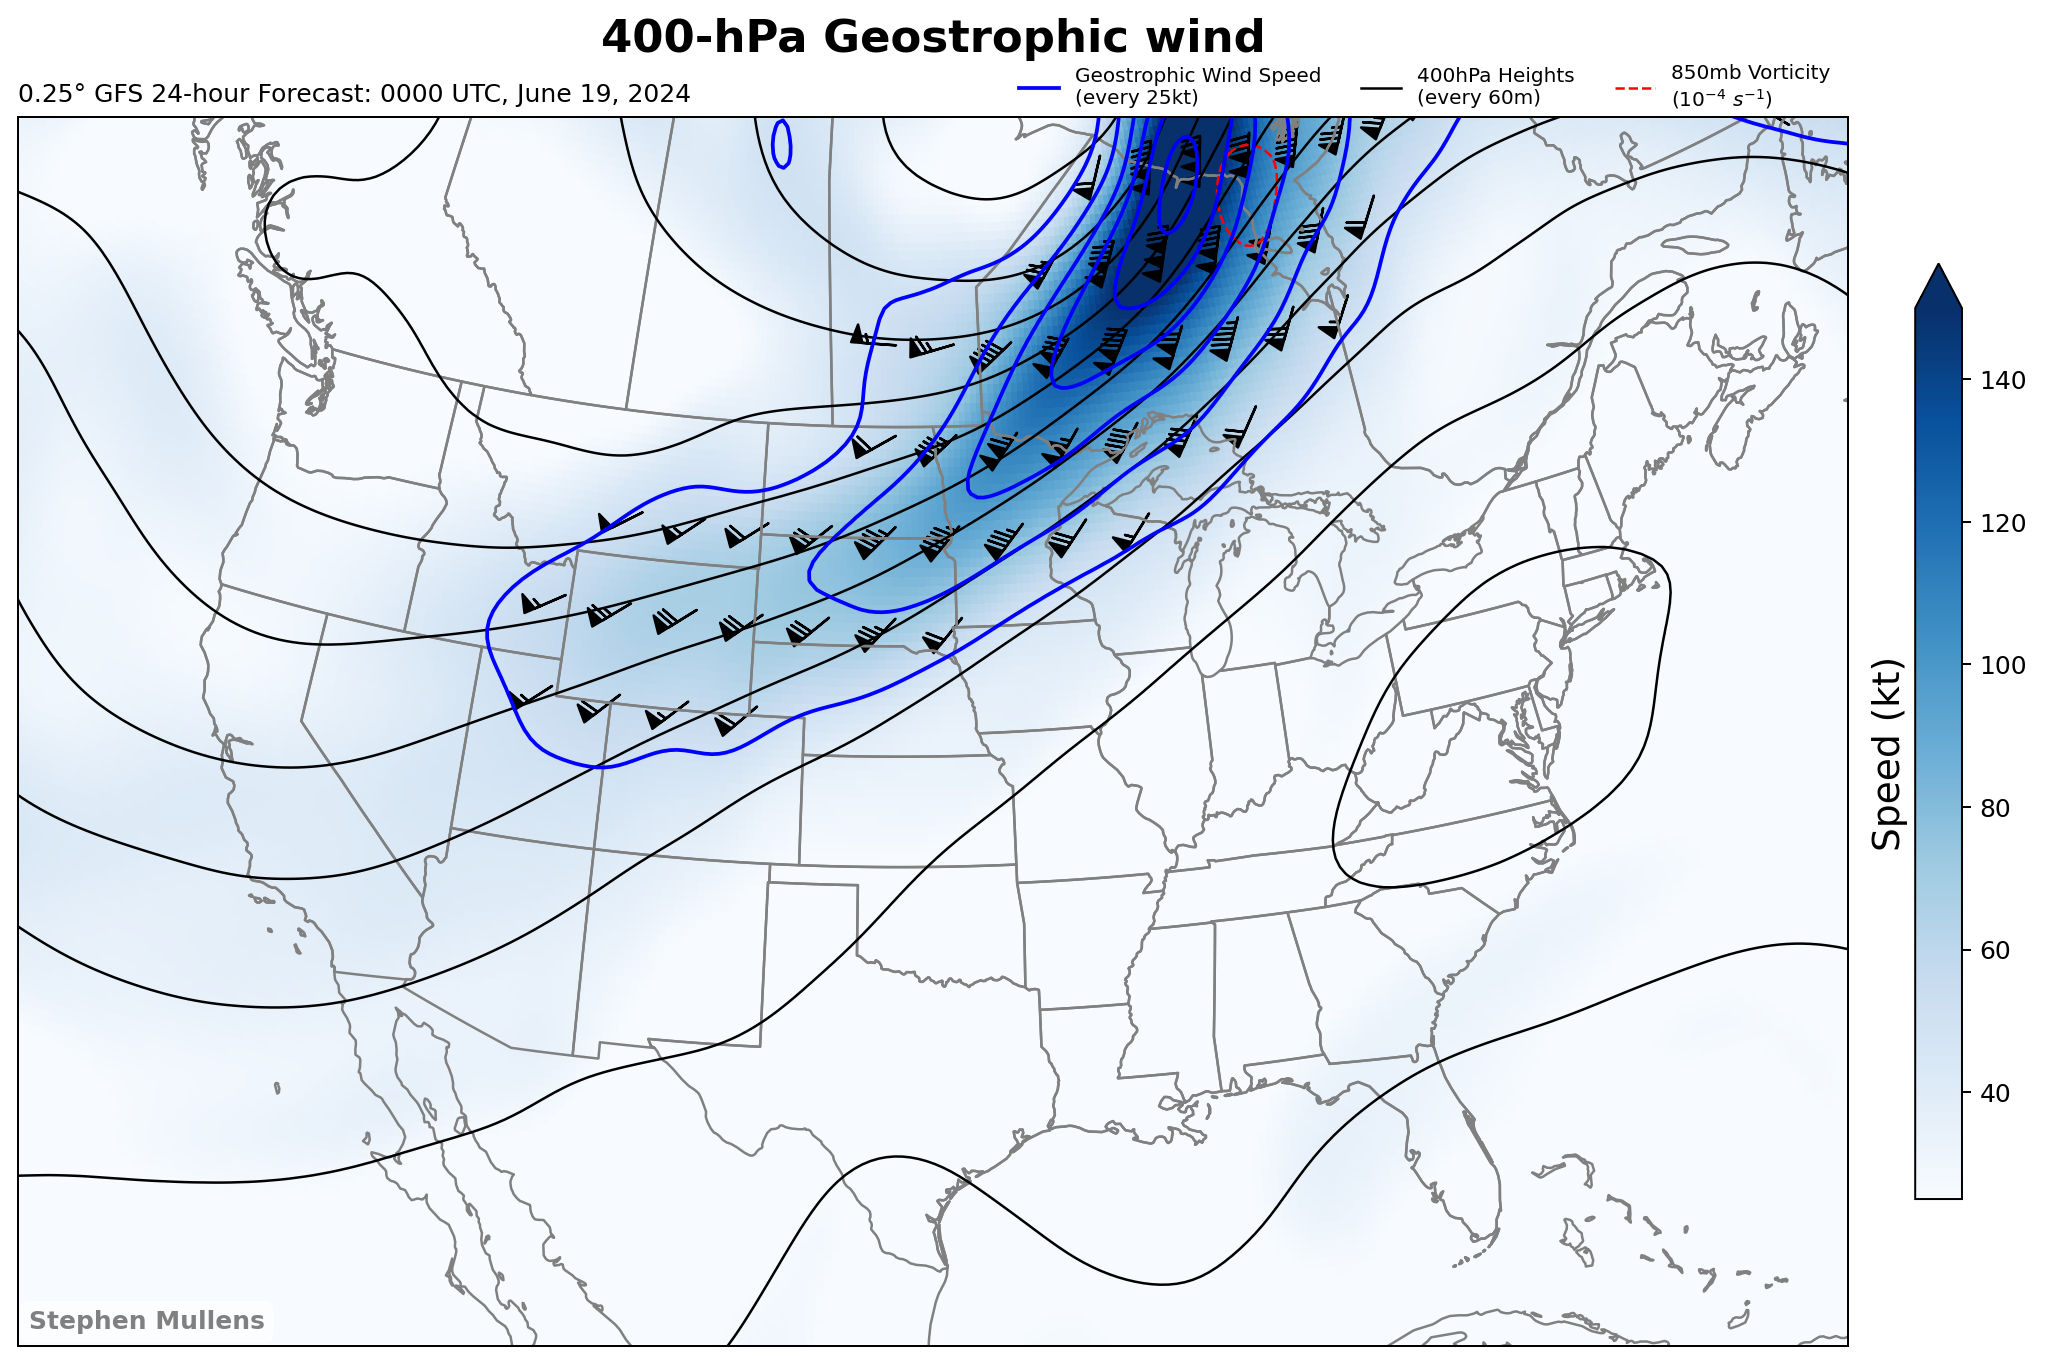 400-hPa Geostrophic wind
0.25° GFS 24-hour Forecast: 0000 UTC, June 19, 2024
Geostrophic Wind Speed
(every 25kt)
400hPa Heights
(every 60m)
850mb Vorticity
(10⁻⁴ s⁻¹)
140
120
100
80
60
40
Speed (kt)
Stephen Mullens